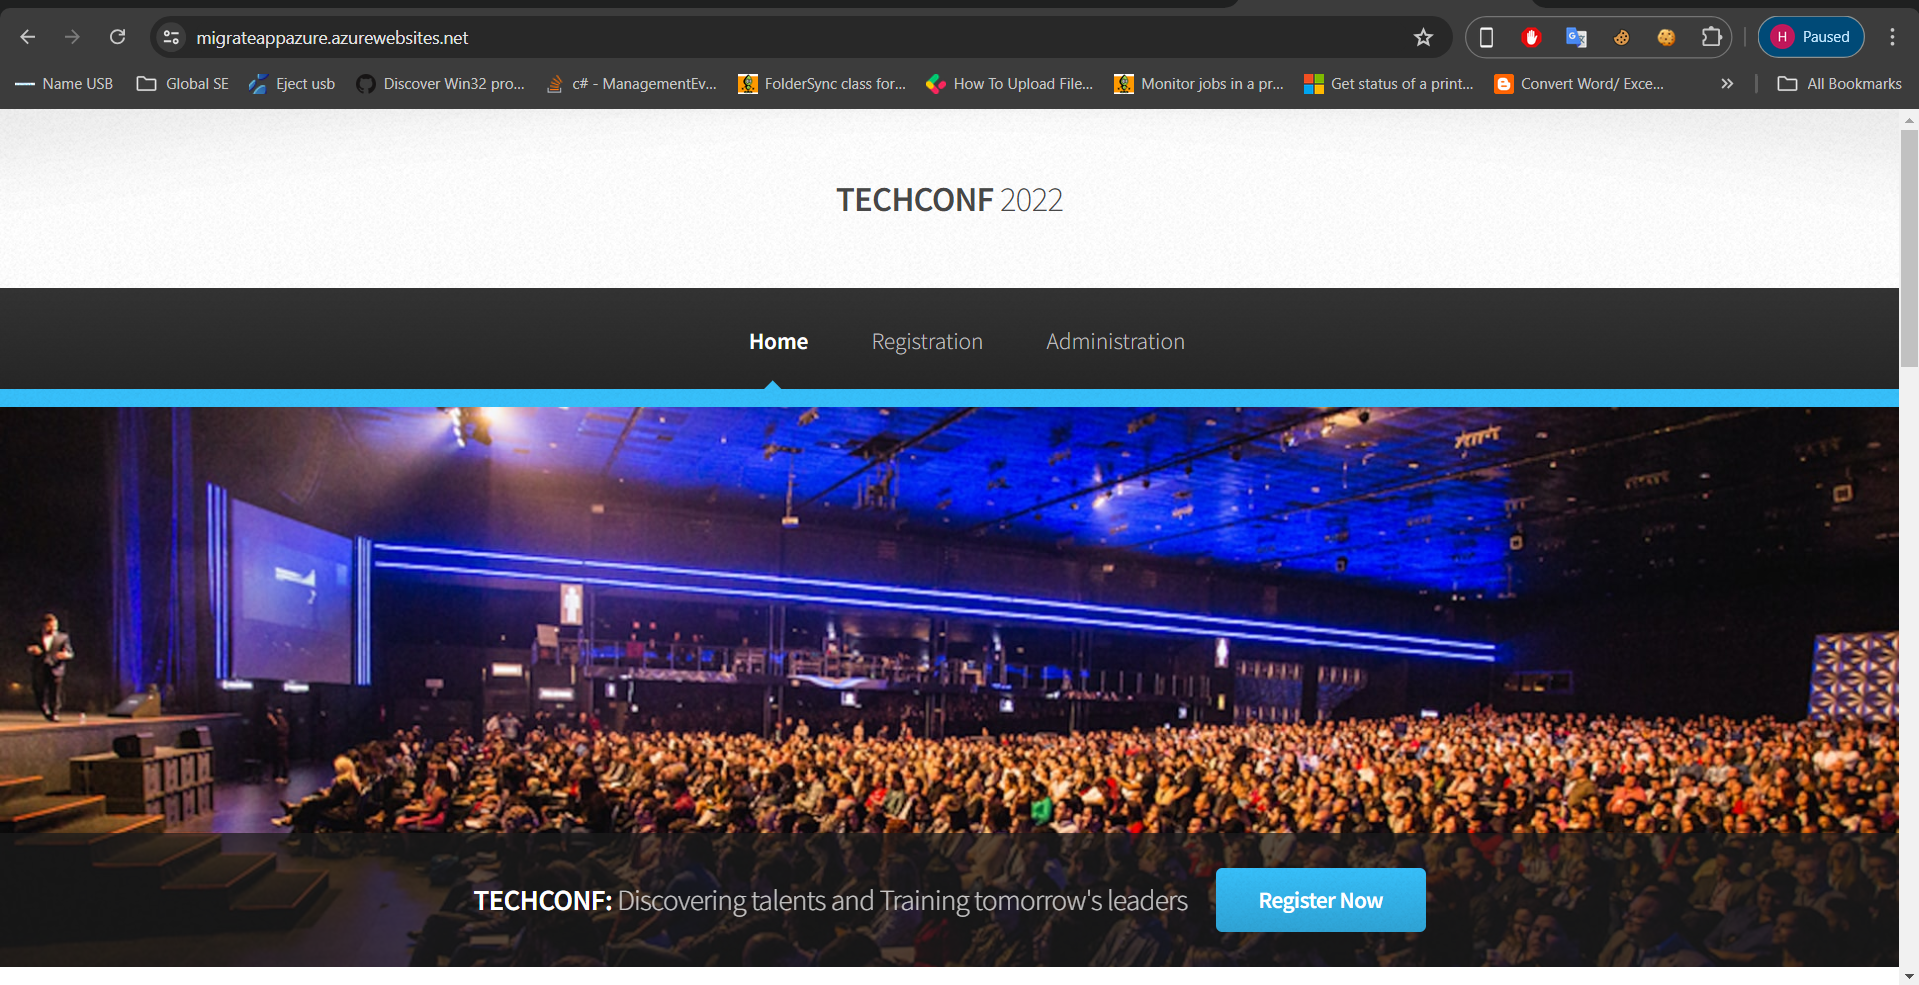 migrateappazure.azurewebsites.net
H Paused
Name USB Global SE Eject usb Discover Win32 pro... c# - ManagementEv... FolderSync class for... How To Upload File... Monitor jobs in a pr... Get status of a print... Convert Word/ Exce... » All Bookmarks
TECHCONF 2022
Home Registration Administration
TECHCONF: Discovering talents and Training tomorrow's leaders Register Now